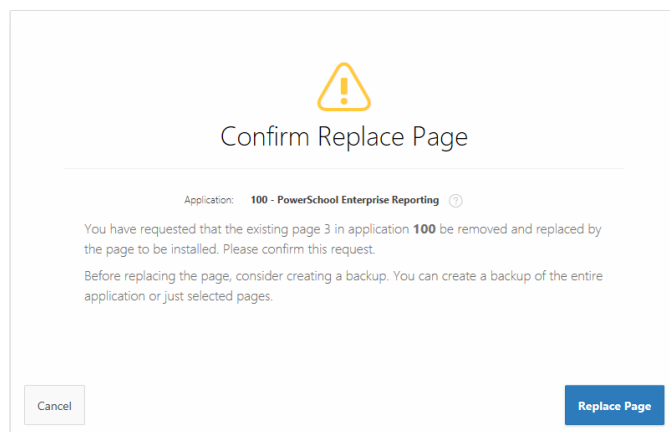 Confirm Replace Page
Application: 100 - PowerSchool Enterprise Reporting ?
You have requested that the existing page 3 in application 100 be removed and replaced by
the page to be installed. Please confirm this request.
Before replacing the page, consider creating a backup. You can create a backup of the entire
application or just selected pages.
Cancel
Replace Page